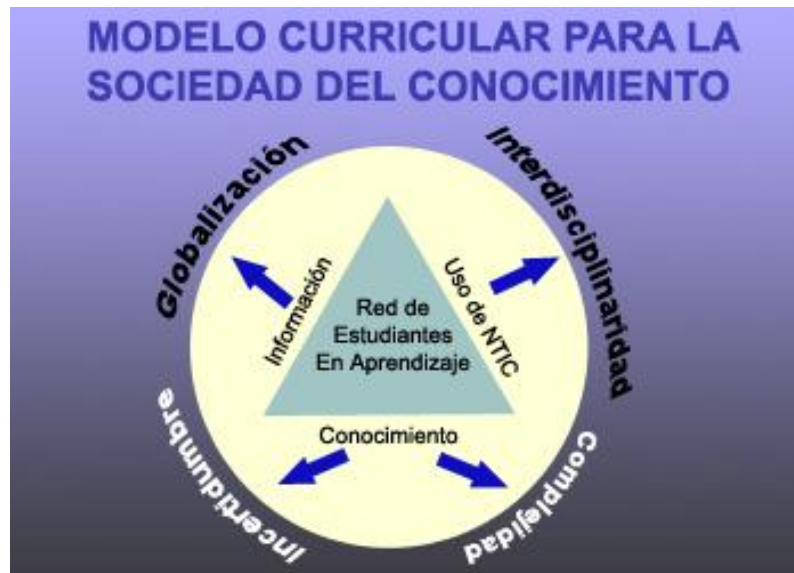 MODELO CURRICULAR PARA LA
SOCIEDAD DEL CONOCIMIENTO
Globalización
Interdisciplinaridad
Información
Uso de NTIC
Red de
Estudiantes
En Aprendizaje
Conocimiento
Incertidumbre
Complejidad